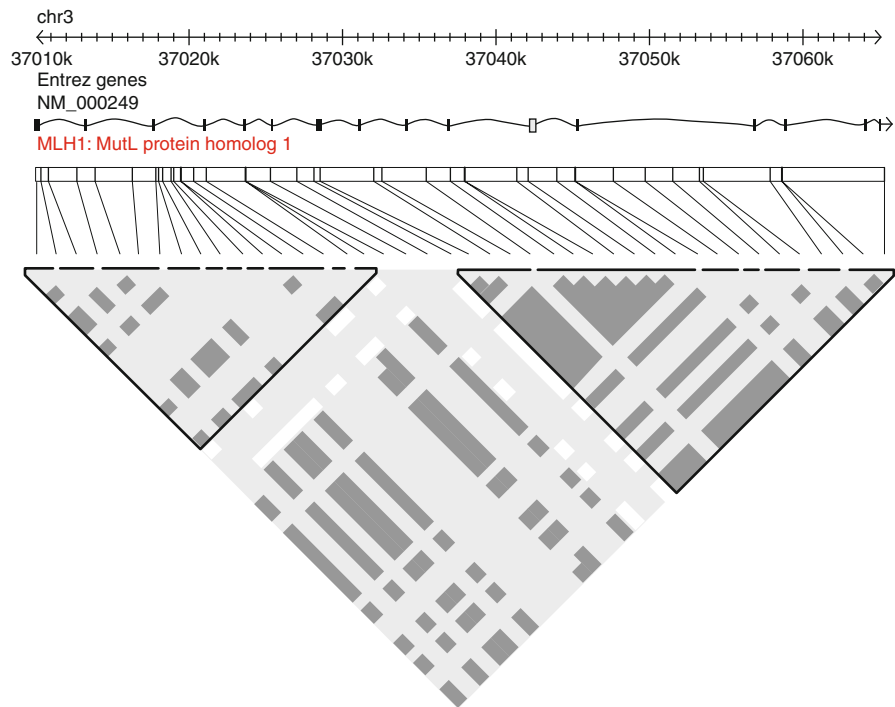 chr3
37010k 37020k 37030k 37040k 37050k 37060k
Entrez genes
NM_000249
MLH1: MutL protein homolog 1